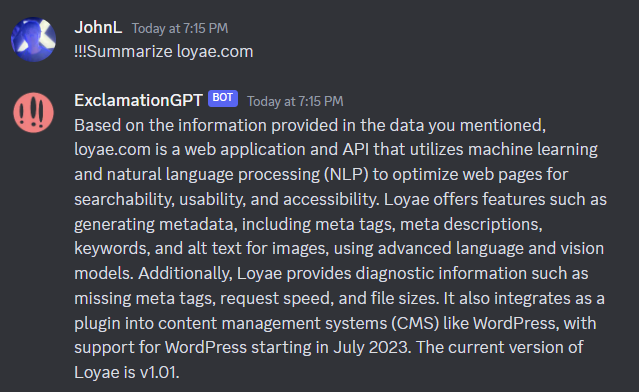 JohnL Today at 7:15 PM
!!!Summarize loyae.com
ExclamationGPT BOT Today at 7:15 PM
Based on the information provided in the data you mentioned,
loyae.com is a web application and API that utilizes machine learning
and natural language processing (NLP) to optimize web pages for
searchability, usability, and accessibility. Loyae offers features such as
generating metadata, including meta tags, meta descriptions,
keywords, and alt text for images, using advanced language and vision
models. Additionally, Loyae provides diagnostic information such as
missing meta tags, request speed, and file sizes. It also integrates as a
plugin into content management systems (CMS) like WordPress, with
support for WordPress starting in July 2023. The current version of
Loyae is v1.01.